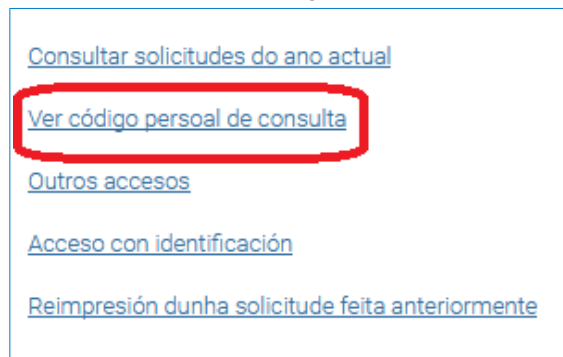 Consultar solicitudes do ano actual
Ver código persoal de consulta
Outros accesos
Acceso con identificación
Reimpresión dunha solicitude feita anteriormente